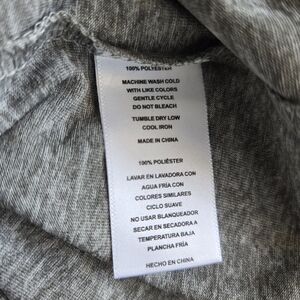 100% POLYESTER
MACHINE WASH COLD
WITH LIKE COLORS
GENTLE CYCLE
DO NOT BLEACH
TUMBLE DRY LOW
COOL IRON
MADE IN CHINA
100% POLIÉSTER
LAVAR EN LAVADORA CON
AGUA FRÍA CON
COLORES SIMILARES
CICLO SUAVE
NO USAR BLANQUEADOR
SECAR EN SECADORA A
TEMPERATURA BAJA
PLANCHA FRÍA
HECHO EN CHINA